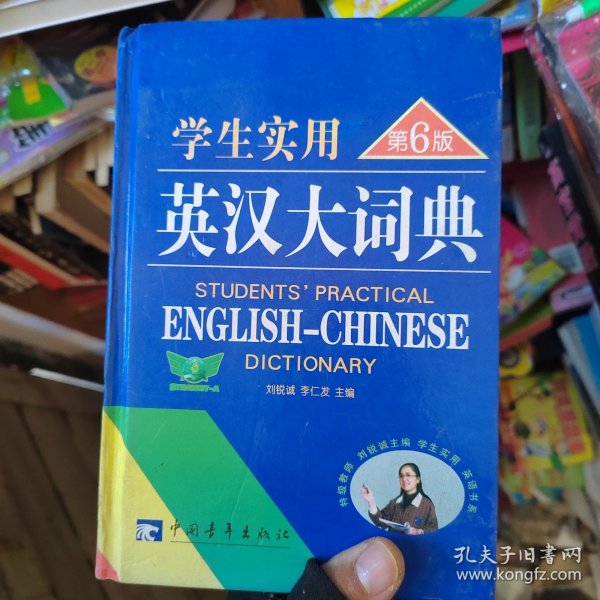 学生实用
第6版
英汉大词典
STUDENTS' PRACTICAL
ENGLISH-CHINESE
DICTIONARY
刘锐诚 李仁发 主编
特级教师 刘锐诚主编 学生实用 英语书系
中国青年出版社
孔夫子旧书网
www.kongfz.com